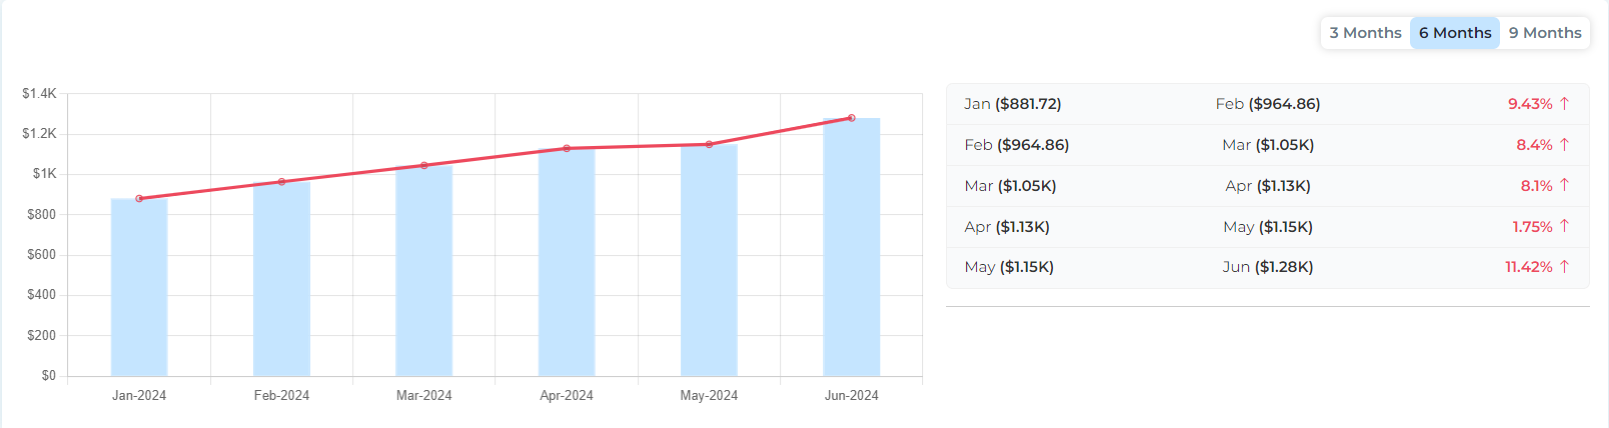 3 Months 6 Months 9 Months
$1.4K
$1.2K
$1K
$800
$600
$400
$200
$0
Jan-2024 Feb-2024 Mar-2024 Apr-2024 May-2024 Jun-2024
Jan ($881.72) Feb ($964.86) 9.43% ↑
Feb ($964.86) Mar ($1.05K) 8.4% ↑
Mar ($1.05K) Apr ($1.13K) 8.1% ↑
Apr ($1.13K) May ($1.15K) 1.75% ↑
May ($1.15K) Jun ($1.28K) 11.42% ↑